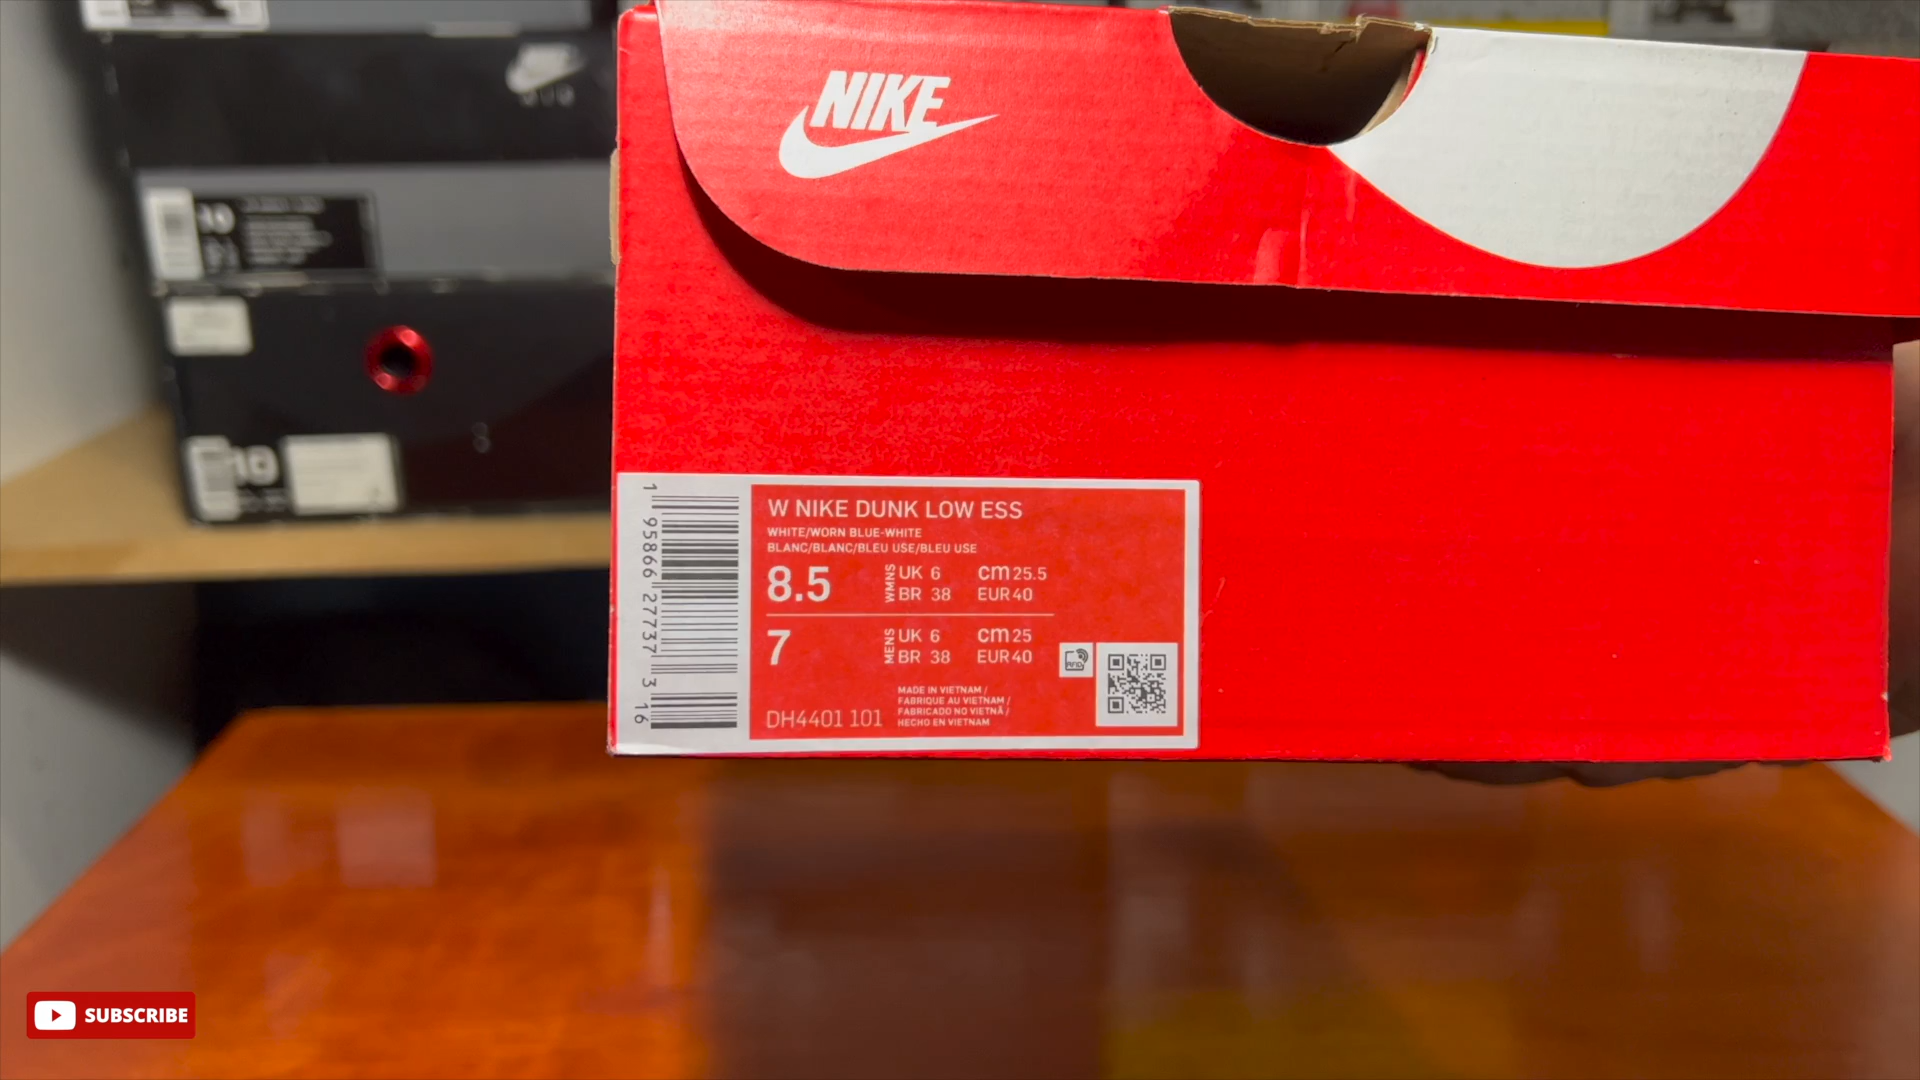 NIKE
10
10
W NIKE DUNK LOW ESS
WHITE/WORN BLUE-WHITE
BLANC/BLANC/BLEU USE/BLEU USE
8.5 WMNS UK 6 cm 25.5
BR 38 EUR 40
7 MENS UK 6 cm 25
BR 38 EUR 40
RFID
MADE IN VIETNAM /
FABRIQUE AU VIETNAM /
FABRICADO NO VIETNÃ /
HECHO EN VIETNAM
DH4401 101
1 95866 27737 3 16
SUBSCRIBE